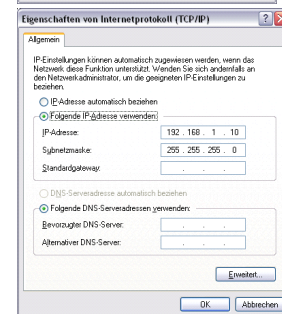 Eigenschaften von Internetprotokoll (TCP/IP)
Allgemein
IP-Einstellungen können automatisch zugewiesen werden, wenn das
Netzwerk diese Funktion unterstützt. Wenden Sie sich andernfalls an
den Netzwerkadministrator, um die geeigneten IP-Einstellungen zu
beziehen.
IP-Adresse automatisch beziehen
Folgende IP-Adresse verwenden:
IP-Adresse: 192 . 168 . 1 . 10
Subnetzmaske: 255 . 255 . 255 . 0
Standardgateway: . . .
DNS-Serveradresse automatisch beziehen
Folgende DNS-Serveradressen verwenden:
Bevorzugter DNS-Server: . . .
Alternativer DNS-Server: . . .
Erweitert...
OK Abbrechen